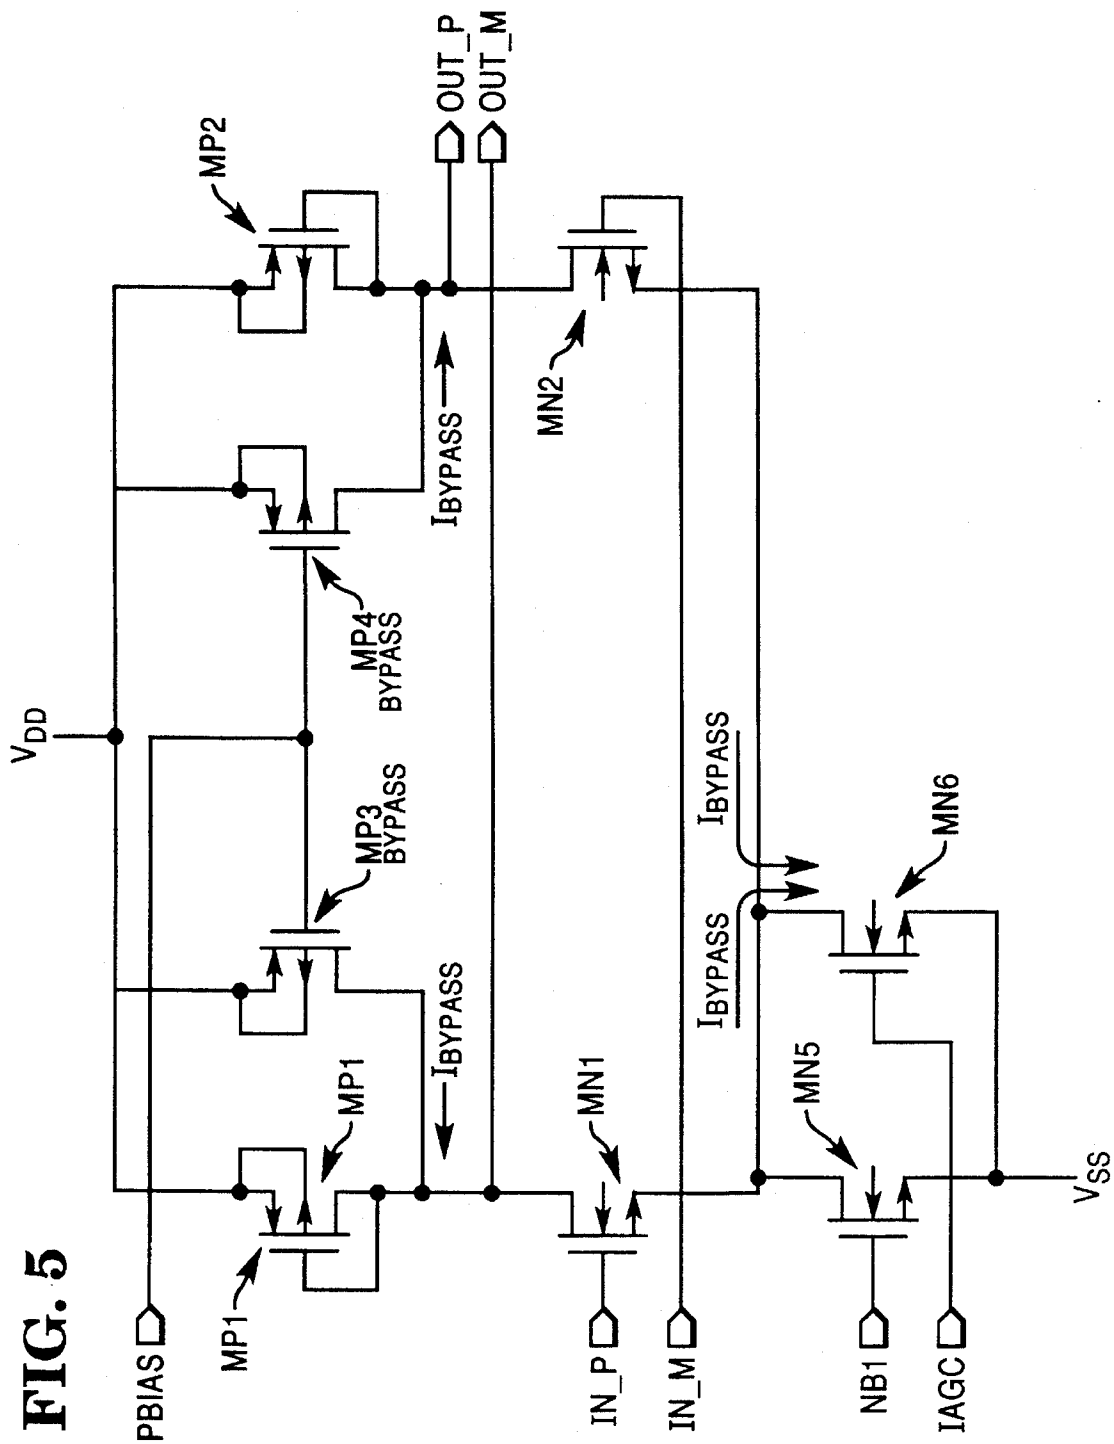 FIG. 5
VDD
PBIAS
MP1
MP1
MP3
BYPASS
MP4
BYPASS
MP2
IBYPASS
IBYPASS
OUT_P
OUT_M
IN_P
MN1
MN2
IN_M
IBYPASS
IBYPASS
NB1
MN5
MN6
IAGC
VSS